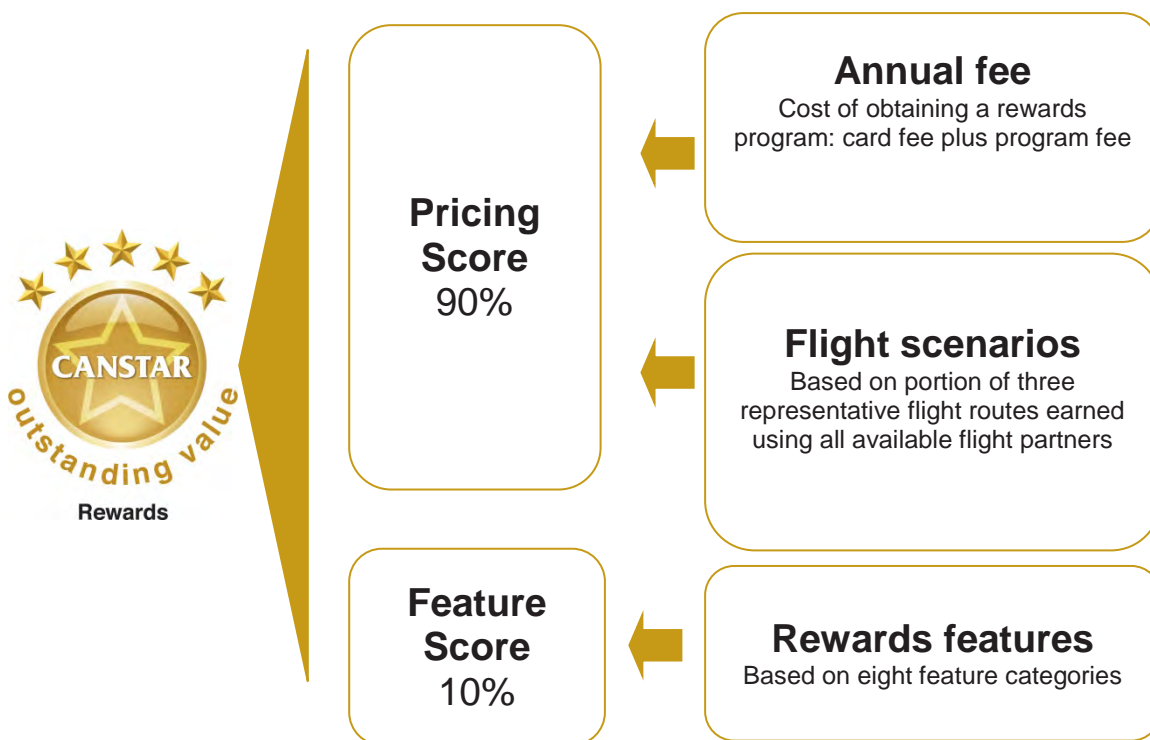 CANSTAR
outstanding value
Rewards
Pricing
Score
90%
Feature
Score
10%
Annual fee
Cost of obtaining a rewards
program: card fee plus program fee
Flight scenarios
Based on portion of three
representative flight routes earned
using all available flight partners
Rewards features
Based on eight feature categories